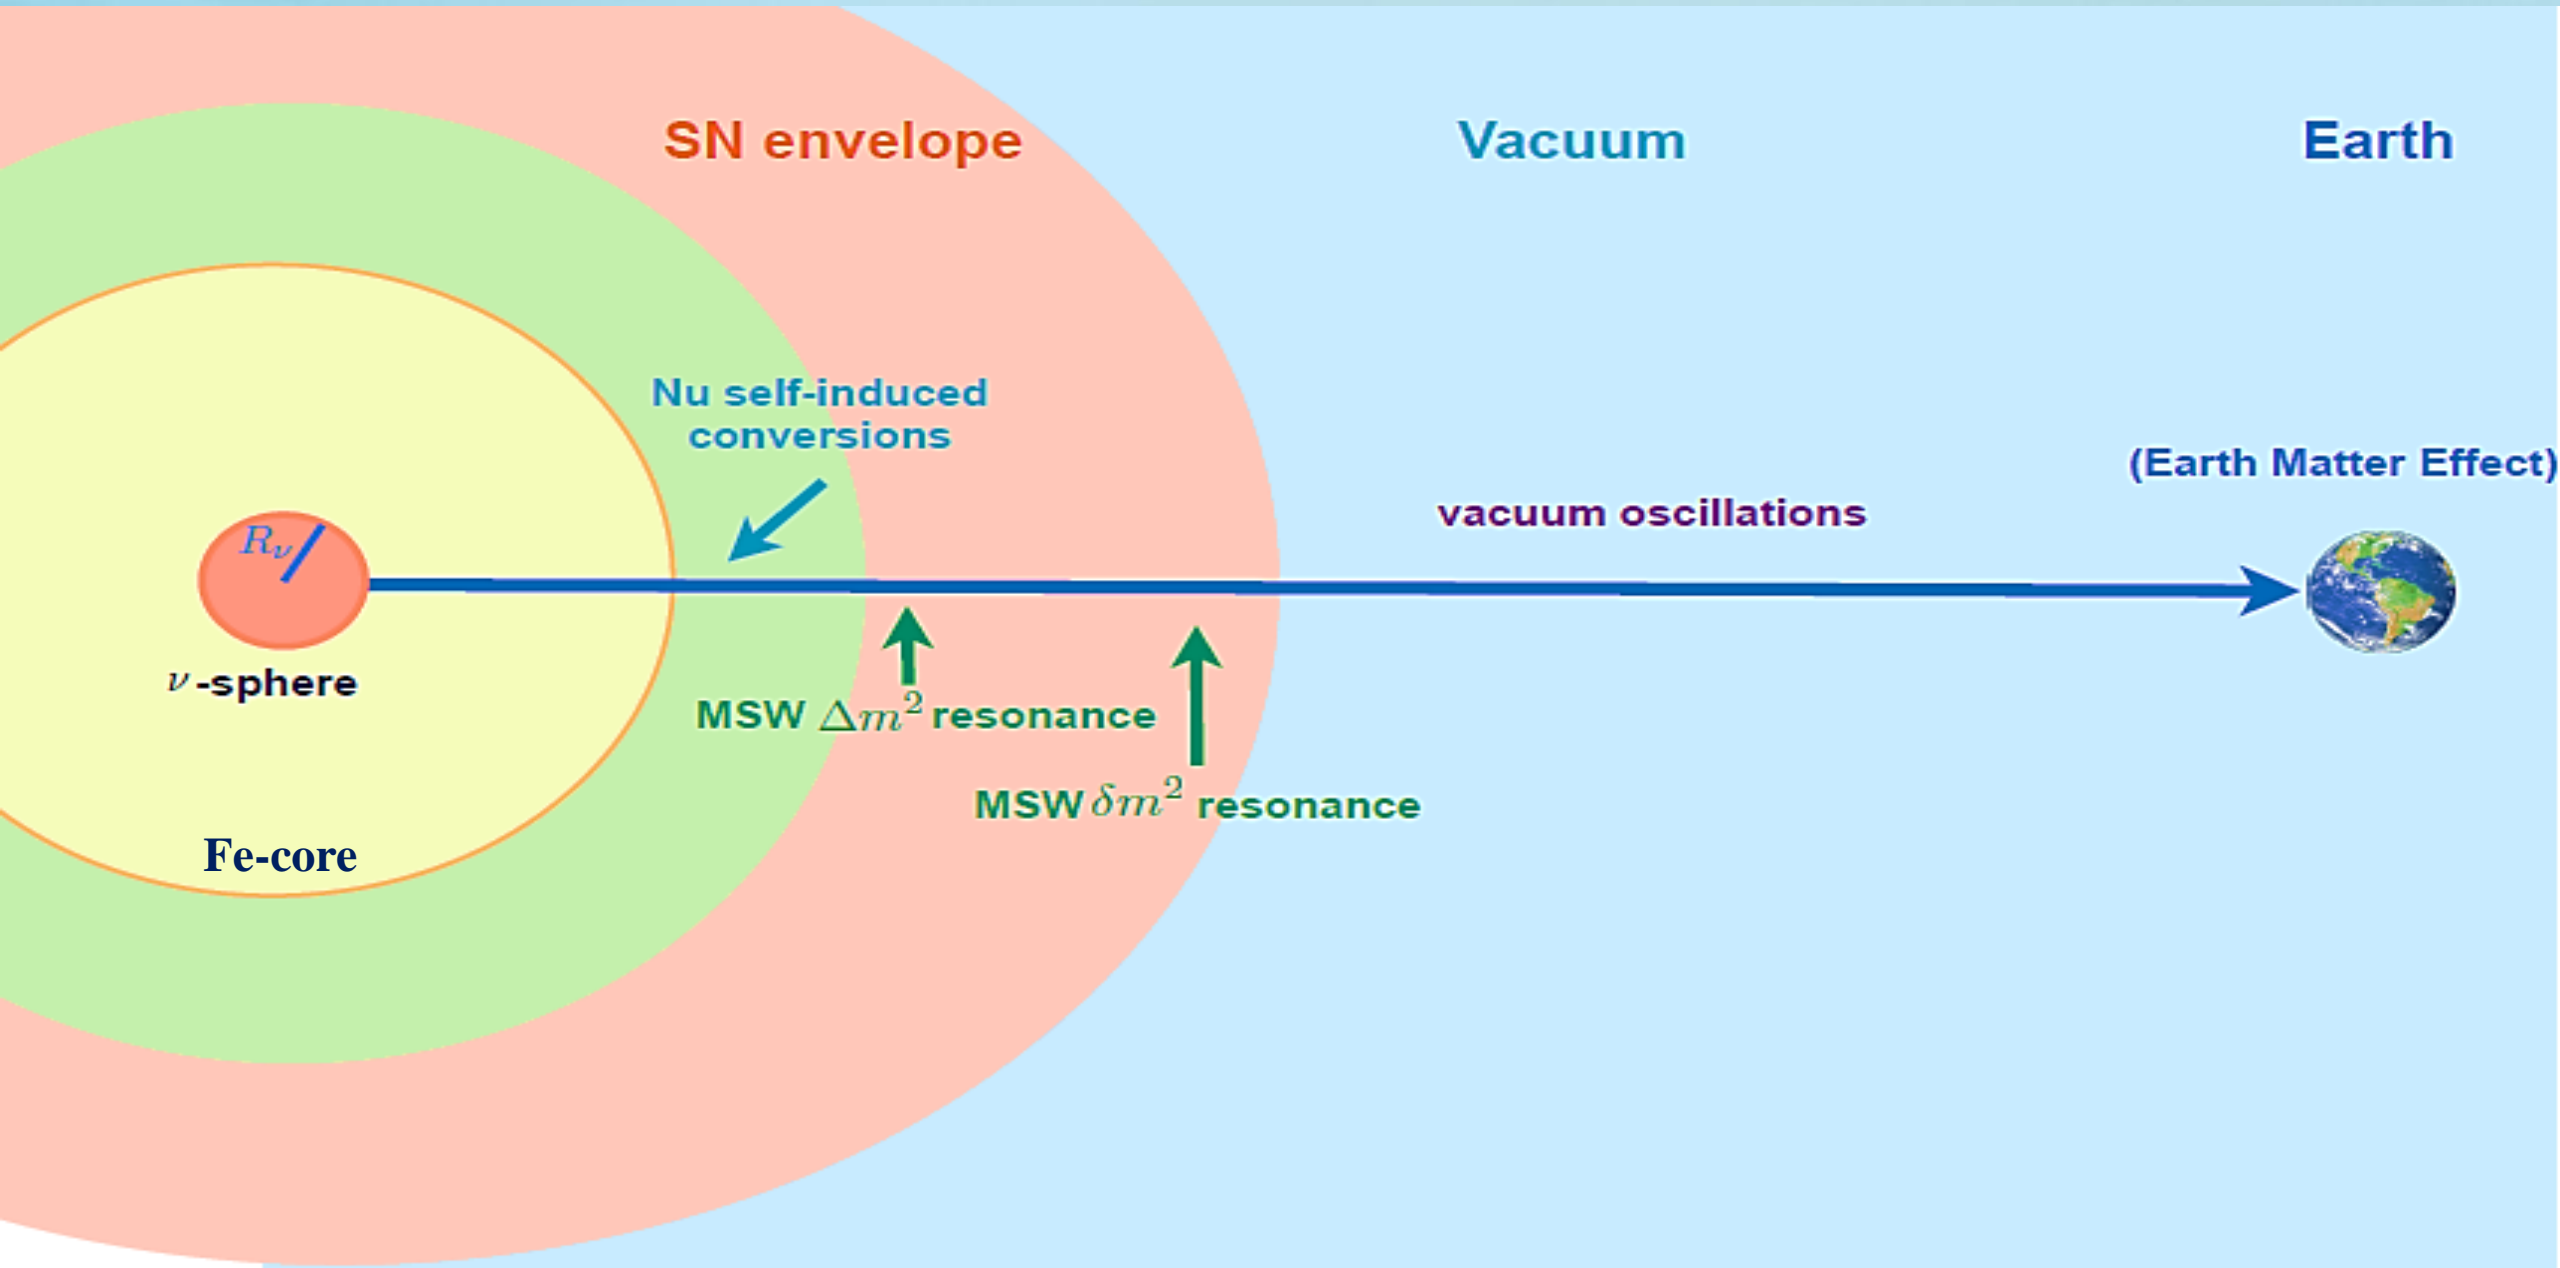 SN envelope
Vacuum
Earth
Nu self-induced
conversions
(Earth Matter Effect)
vacuum oscillations
Rν
ν-sphere
MSW Δm² resonance
MSW δm² resonance
Fe-core